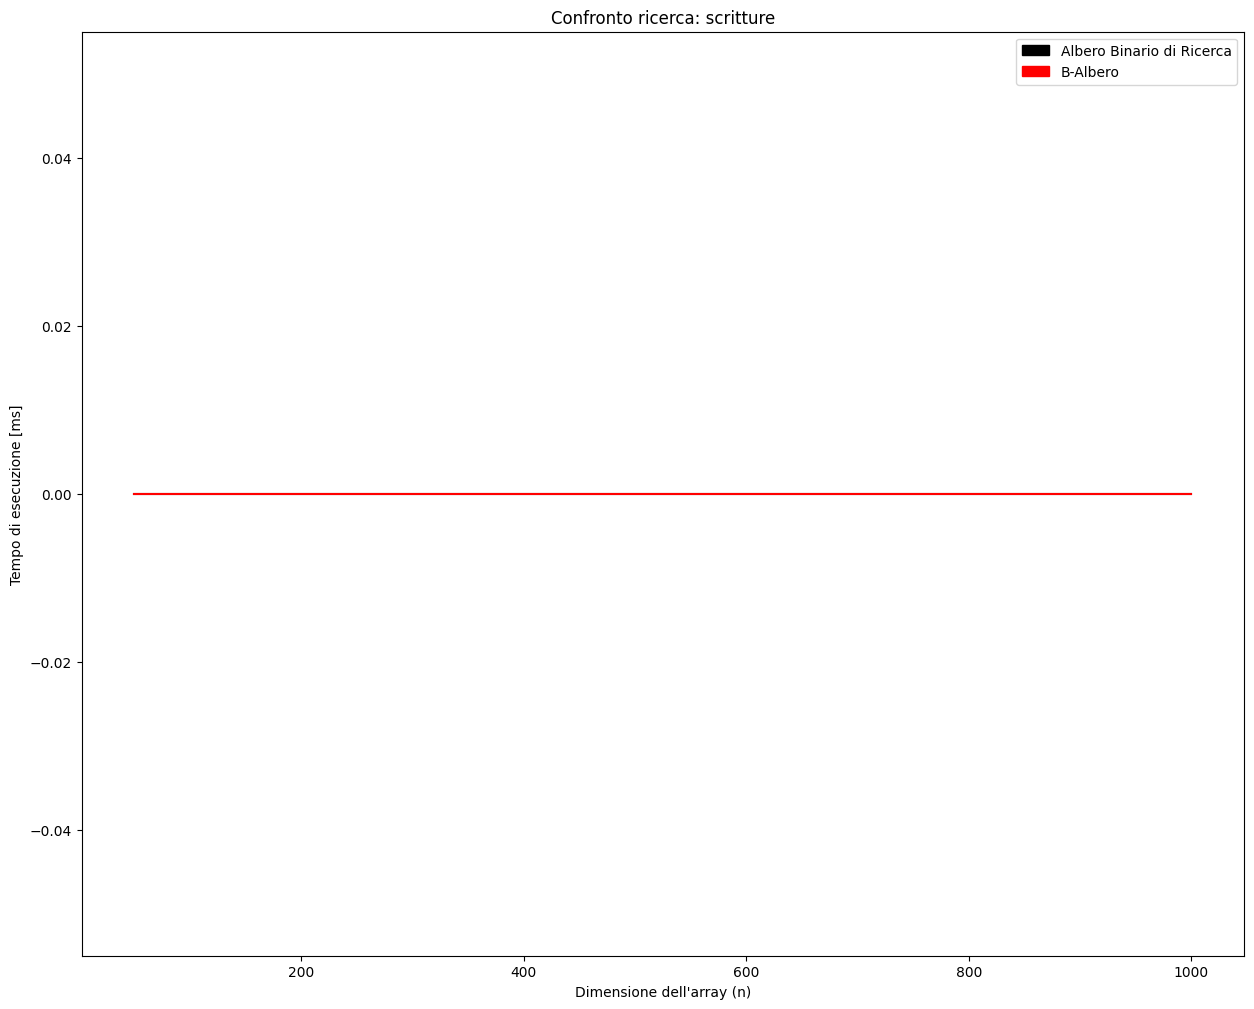 Confronto ricerca: scritture
Albero Binario di Ricerca
B-Albero
Tempo di esecuzione [ms]
0.04
0.02
0.00
−0.02
−0.04
200
400
600
800
1000
Dimensione dell'array (n)